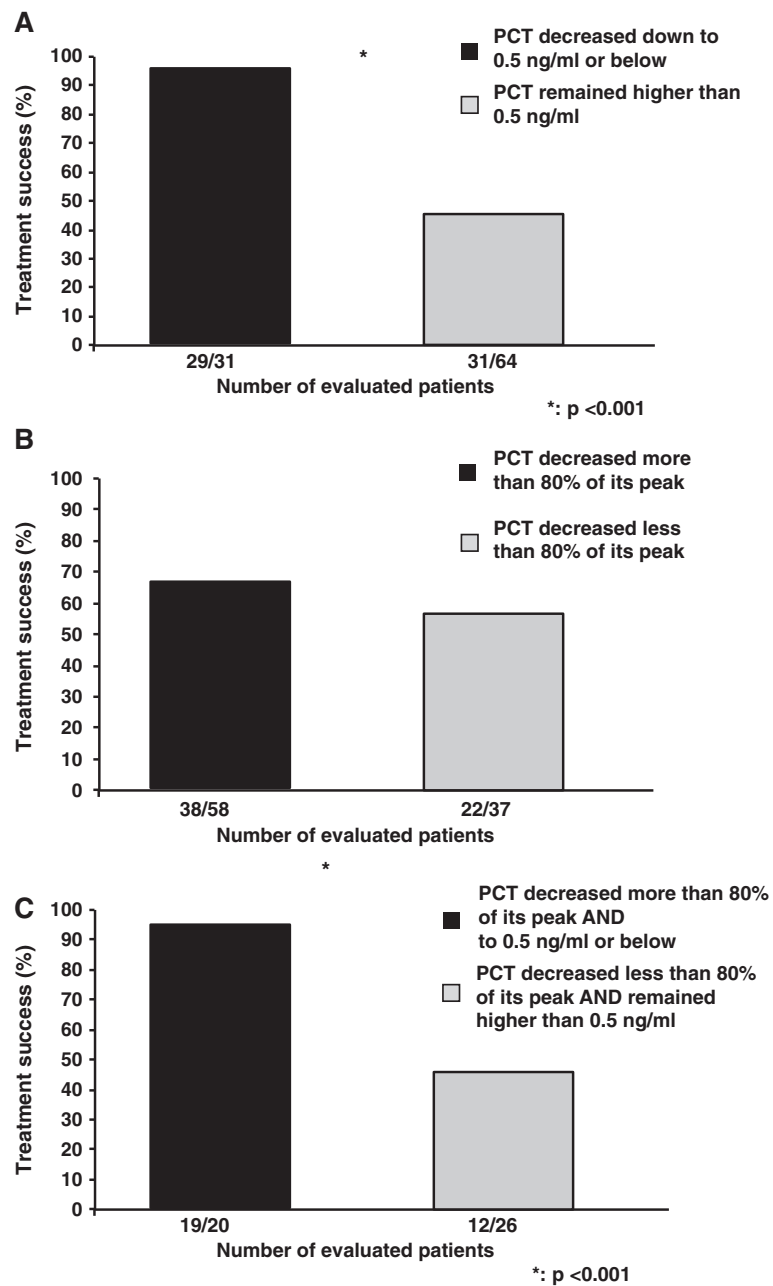 A
*
PCT decreased down to
0.5 ng/ml or below
PCT remained higher than
0.5 ng/ml
Treatment success (%)
100
90
80
70
60
50
40
30
20
10
0
29/31
31/64
Number of evaluated patients
*: p <0.001
B
PCT decreased more
than 80% of its peak
PCT decreased less
than 80% of its peak
Treatment success (%)
100
90
80
70
60
50
40
30
20
10
0
38/58
22/37
Number of evaluated patients
*
C
PCT decreased more than 80%
of its peak AND
to 0.5 ng/ml or below
PCT decreased less than 80%
of its peak AND remained
higher than 0.5 ng/ml
Treatment success (%)
100
90
80
70
60
50
40
30
20
10
0
19/20
12/26
Number of evaluated patients
*: p <0.001